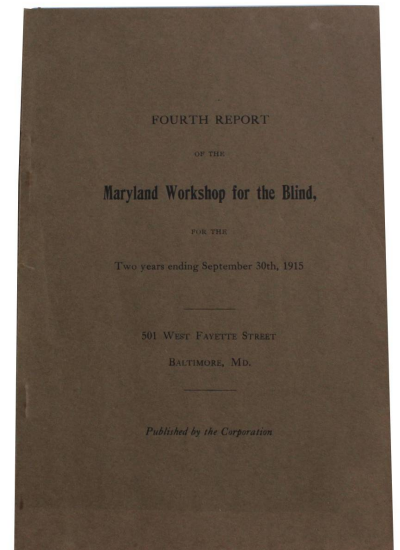 FOURTH REPORT
OF THE
Maryland Workshop for the Blind,
FOR THE
Two years ending September 30th, 1915
501 WEST FAYETTE STREET
BALTIMORE, MD.
Published by the Corporation